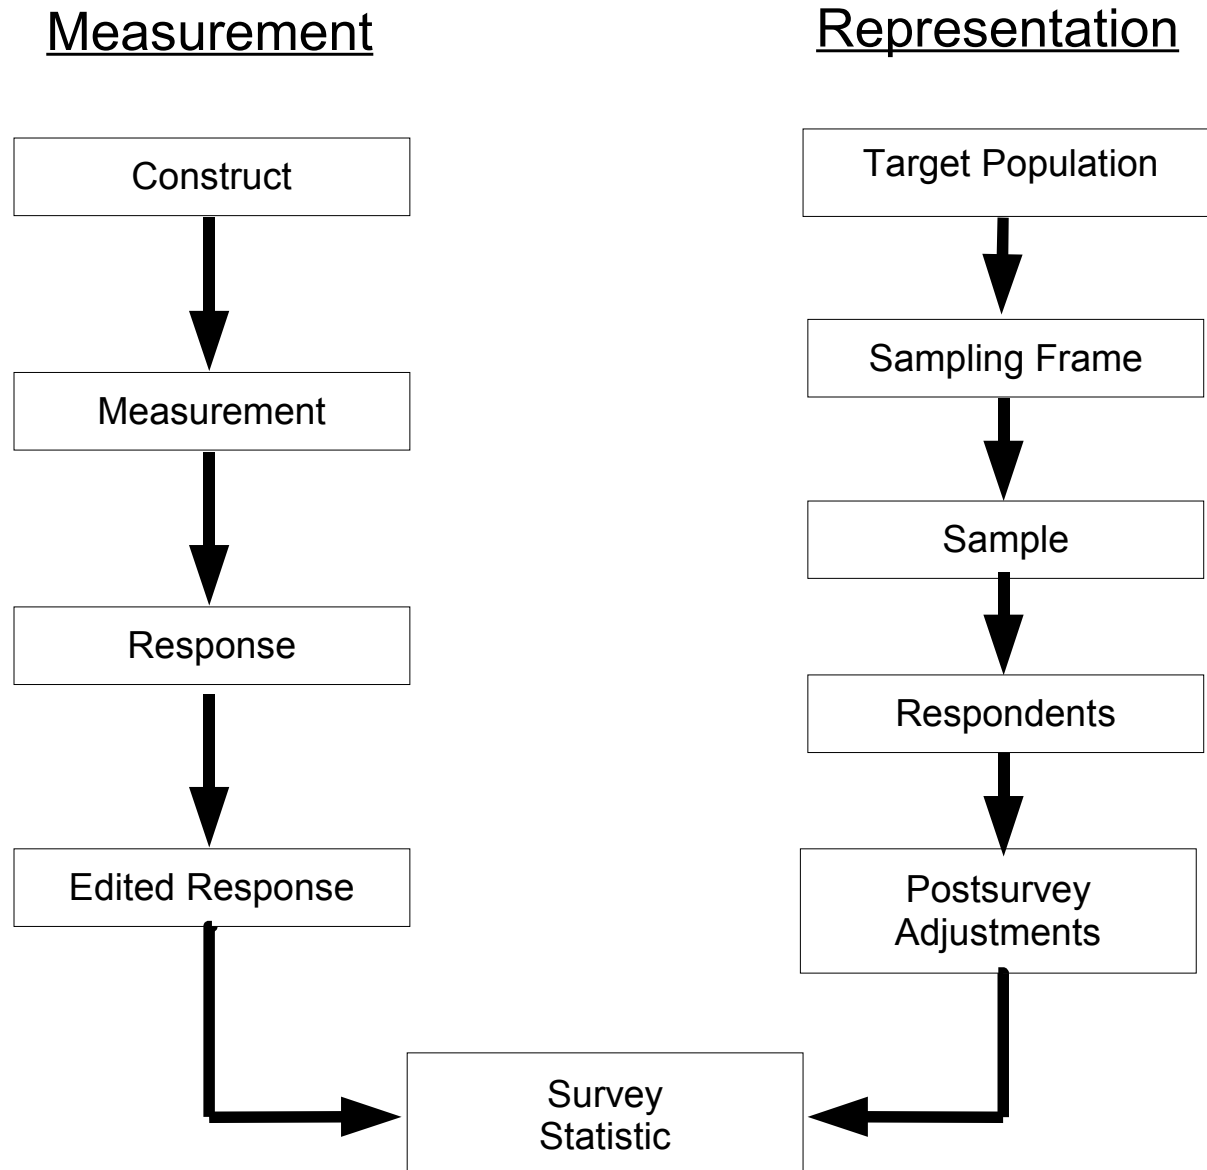 Measurement
Construct
Measurement
Response
Edited Response
Representation
Target Population
Sampling Frame
Sample
Respondents
Postsurvey
Adjustments
Survey
Statistic